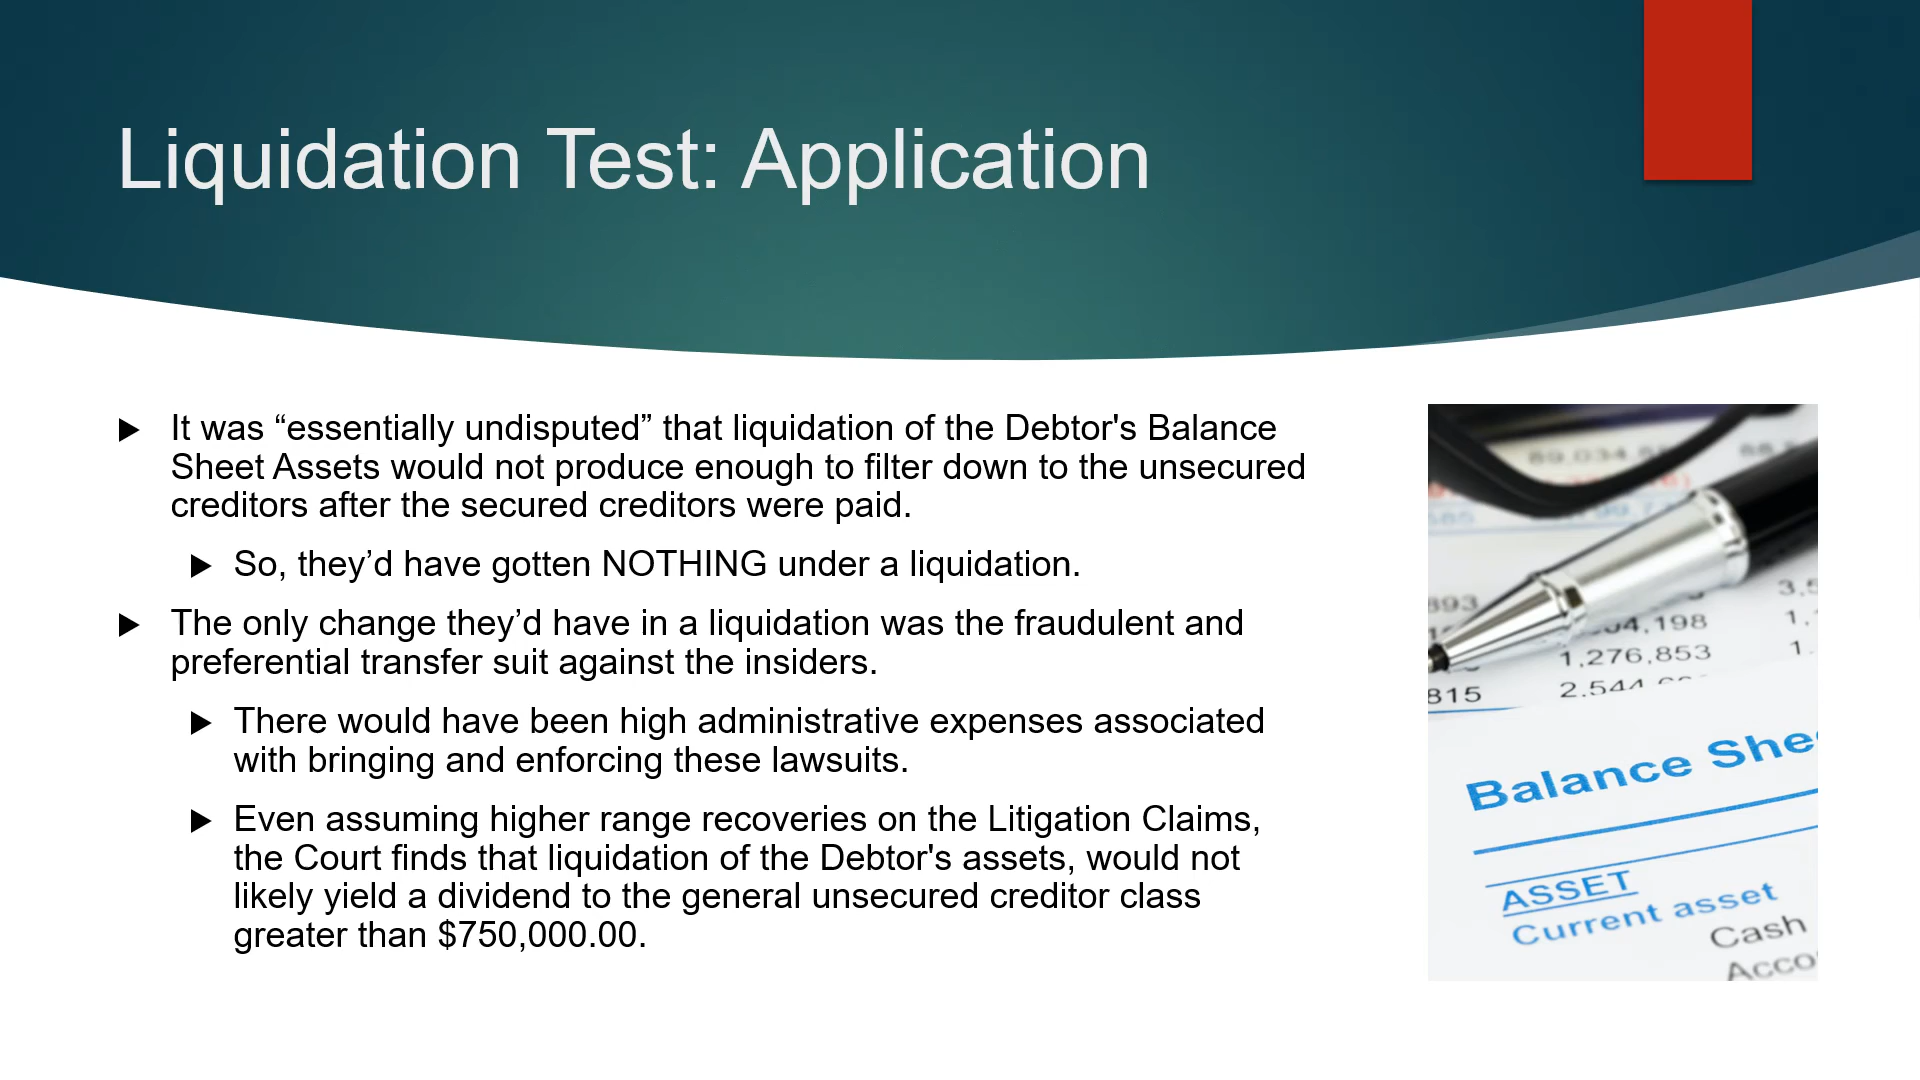 Liquidation Test: Application
It was “essentially undisputed” that liquidation of the Debtor's Balance
Sheet Assets would not produce enough to filter down to the unsecured
creditors after the secured creditors were paid.
So, they’d have gotten NOTHING under a liquidation.
The only change they’d have in a liquidation was the fraudulent and
preferential transfer suit against the insiders.
There would have been high administrative expenses associated
with bringing and enforcing these lawsuits.
Even assuming higher range recoveries on the Litigation Claims,
the Court finds that liquidation of the Debtor's assets, would not
likely yield a dividend to the general unsecured creditor class
greater than $750,000.00.
893
1,276,853
815
Balance
ASSET
Current asset
Cash